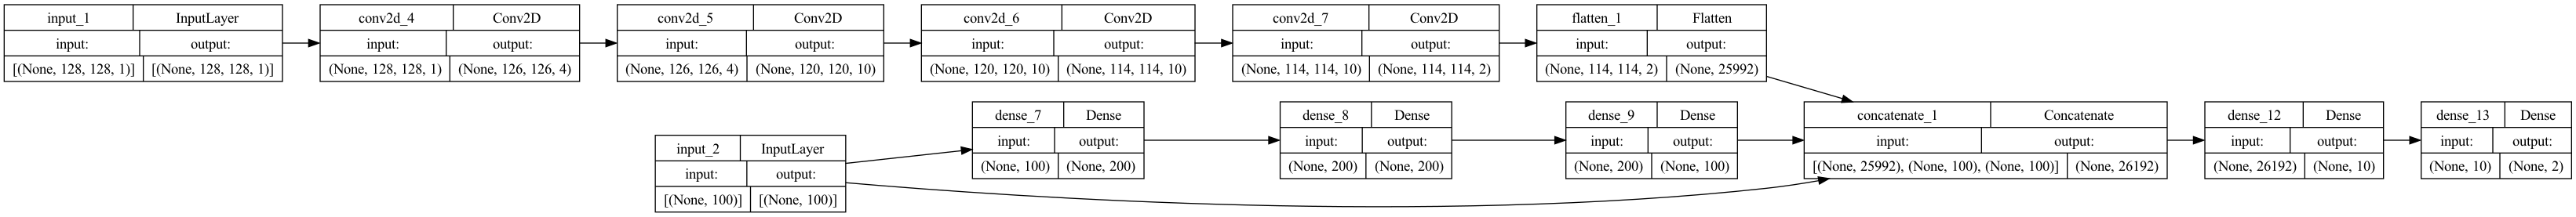 input_1 InputLayer
input: output:
[(None, 128, 128, 1)] [(None, 128, 128, 1)]
conv2d_4 Conv2D
input: output:
(None, 128, 128, 1) (None, 126, 126, 4)
conv2d_5 Conv2D
input: output:
(None, 126, 126, 4) (None, 120, 120, 10)
conv2d_6 Conv2D
input: output:
(None, 120, 120, 10) (None, 114, 114, 10)
conv2d_7 Conv2D
input: output:
(None, 114, 114, 10) (None, 114, 114, 2)
flatten_1 Flatten
input: output:
(None, 114, 114, 2) (None, 25992)
input_2 InputLayer
input: output:
[(None, 100)] [(None, 100)]
dense_7 Dense
input: output:
(None, 100) (None, 200)
dense_8 Dense
input: output:
(None, 200) (None, 200)
dense_9 Dense
input: output:
(None, 200) (None, 100)
concatenate_1 Concatenate
input: output:
[(None, 25992), (None, 100), (None, 100)] (None, 26192)
dense_12 Dense
input: output:
(None, 26192) (None, 10)
dense_13 Dense
input: output:
(None, 10) (None, 2)